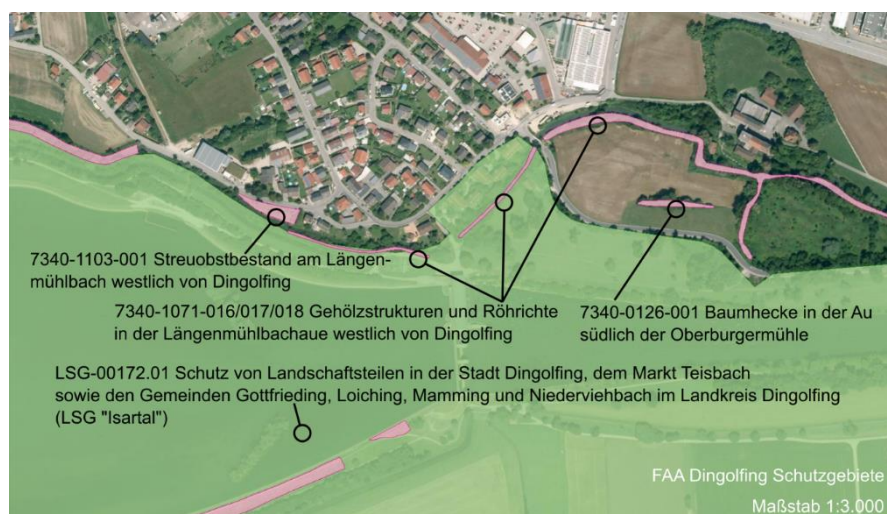 7340-1103-001 Streuobstbestand am Längen-
mühlbach westlich von Dingolfing
7340-1071-016/017/018 Gehölzstrukturen und Röhrichte
in der Längenmühlbachaue westlich von Dingolfing
7340-0126-001 Baumhecke in der Au
südlich der Oberburgermühle
LSG-00172.01 Schutz von Landschaftsteilen in der Stadt Dingolfing, dem Markt Teisbach
sowie den Gemeinden Gottfrieding, Loiching, Mamming und Niederviehbach im Landkreis Dingolfing
(LSG "Isartal")
FAA Dingolfing Schutzgebiete
Maßstab 1:3.000